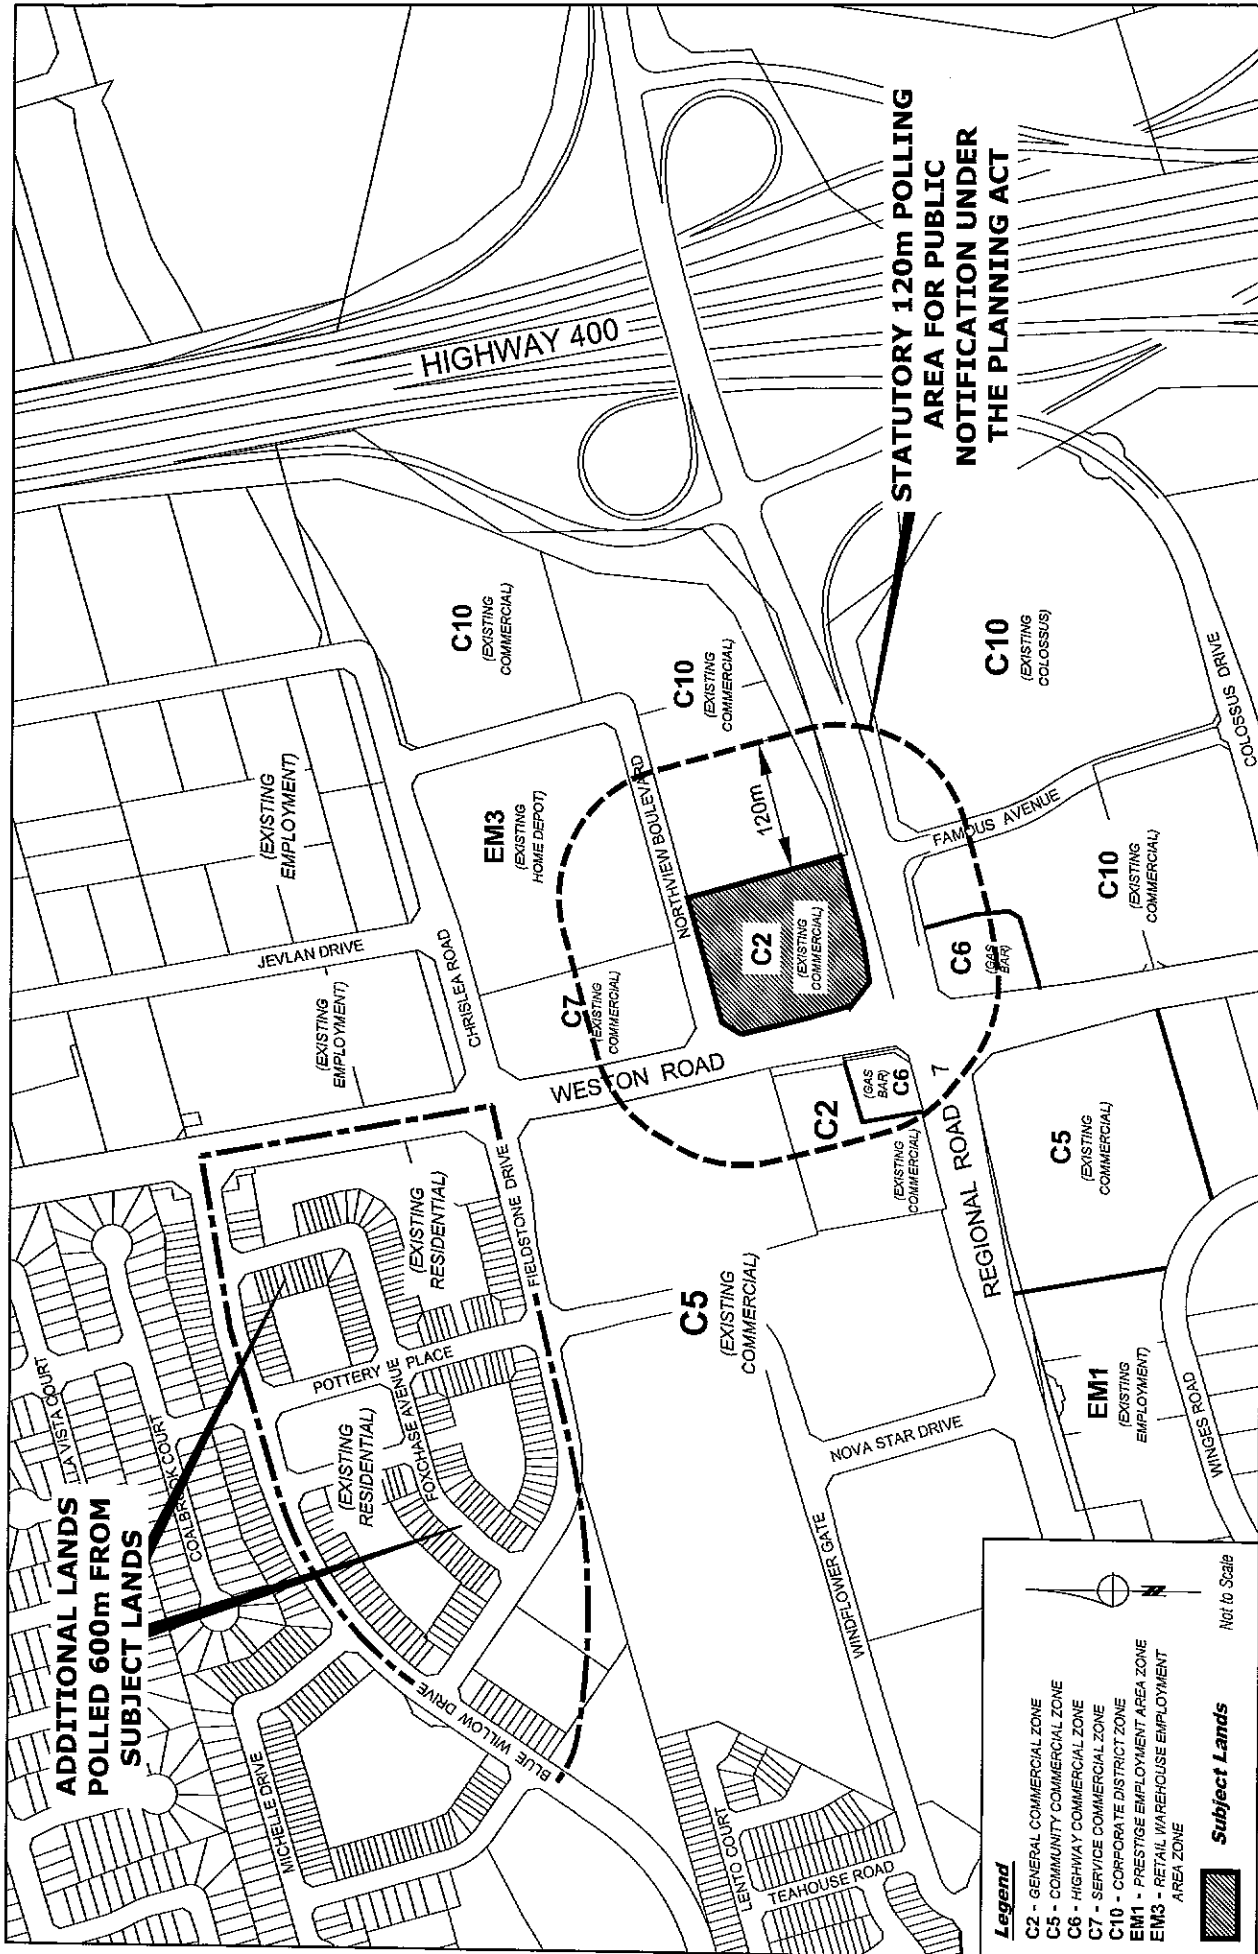 ADDITIONAL LANDS
POLLED 600m FROM
SUBJECT LANDS
LA VISTA COURT
COALBROOK COURT
MICHELLE DRIVE
BLUE WILLOW DRIVE
POTTERY PLACE
FOXCHASE AVENUE
(EXISTING
RESIDENTIAL)
(EXISTING
RESIDENTIAL)
FIELDSTONE DRIVE
JEVLAN DRIVE
(EXISTING
EMPLOYMENT)
(EXISTING
EMPLOYMENT)
CHRISLEA ROAD
HIGHWAY 400
C10
(EXISTING
COMMERCIAL)
EM3
(EXISTING
HOME DEPOT)
C7
(EXISTING
COMMERCIAL)
NORTHVIEW BOULEVARD
C10
(EXISTING
COMMERCIAL)
WESTON ROAD
120m
C2
(EXISTING
COMMERCIAL)
STATUTORY 120m POLLING
AREA FOR PUBLIC
NOTIFICATION UNDER
THE PLANNING ACT
C5
(EXISTING
COMMERCIAL)
C2
(EXISTING
COMMERCIAL)
(GAS
BAR)
C6
C6
(GAS
BAR)
FAMOUS AVENUE
C10
(EXISTING
COLOSSUS)
C10
(EXISTING
COMMERCIAL)
COLOSSUS DRIVE
REGIONAL ROAD 7
C5
(EXISTING
COMMERCIAL)
EM1
(EXISTING
EMPLOYMENT)
WINGES ROAD
NOVA STAR DRIVE
WINDFLOWER GATE
LENTO COURT
TEAHOUSE ROAD
Legend
C2 - GENERAL COMMERCIAL ZONE
C5 - COMMUNITY COMMERCIAL ZONE
C6 - HIGHWAY COMMERCIAL ZONE
C7 - SERVICE COMMERCIAL ZONE
C10 - CORPORATE DISTRICT ZONE
EM1 - PRESTIGE EMPLOYMENT AREA ZONE
EM3 - RETAIL WAREHOUSE EMPLOYMENT
AREA ZONE
Subject Lands
N
Not to Scale